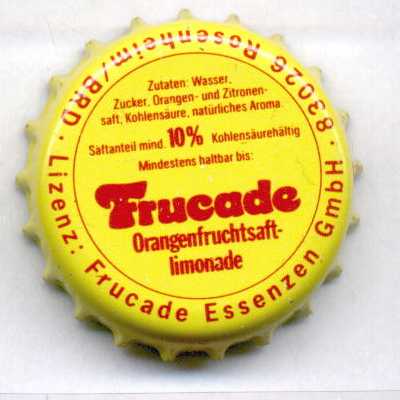 Zutaten: Wasser,
Zucker, Orangen- und Zitronen-
saft, Kohlensäure, natürliches Aroma.
Saftanteil mind. 10% Kohlensäurehältig
Mindestens haltbar bis:
Frucade
Orangenfruchtsaft-
limonade
Lizenz: Frucade Essenzen GmbH · 83026 Rosenheim/BRD ·